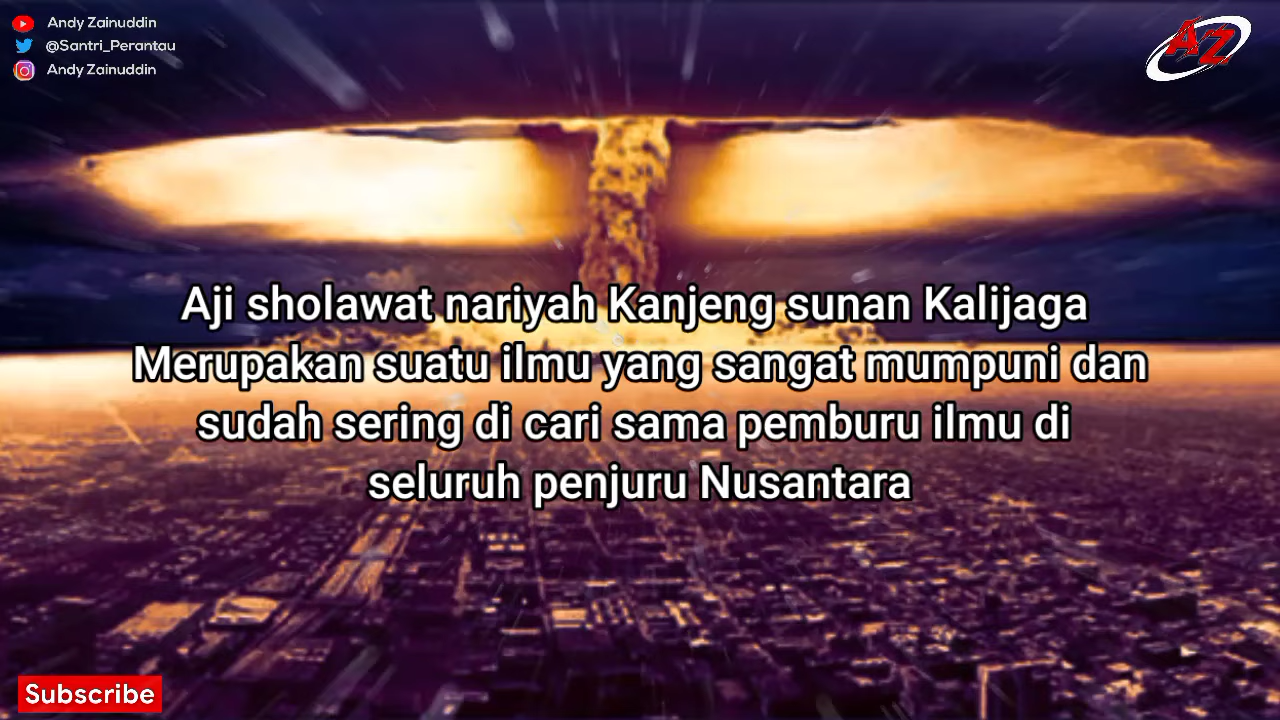 Andy Zainuddin
@Santri_Perantau
Andy Zainuddin
AZ
Aji sholawat nariyah Kanjeng sunan Kalijaga
Merupakan suatu ilmu yang sangat mumpuni dan
sudah sering di cari sama pemburu ilmu di
seluruh penjuru Nusantara
Subscribe